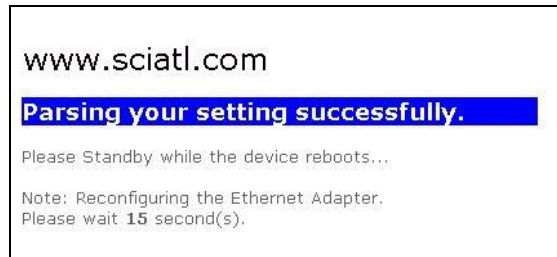 www.sciatl.com
Parsing your setting successfully.
Please Standby while the device reboots...
Note: Reconfiguring the Ethernet Adapter.
Please wait 15 second(s).